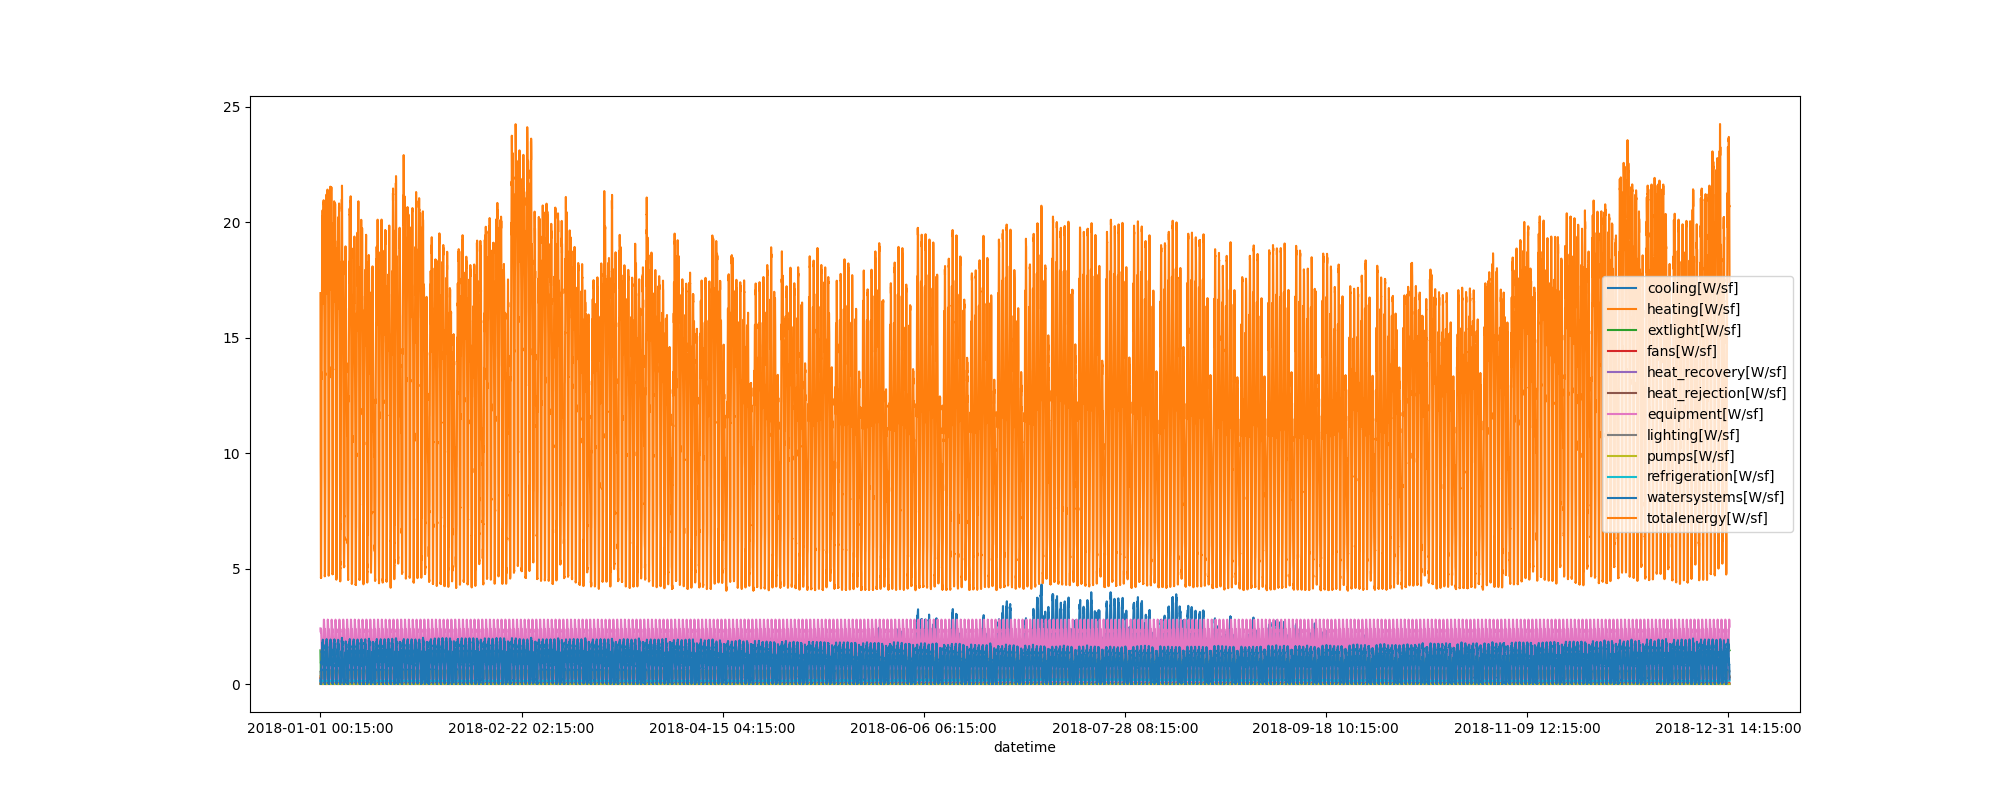 25
20
15
10
5
0
cooling[W/sf]
heating[W/sf]
extlight[W/sf]
fans[W/sf]
heat_recovery[W/sf]
heat_rejection[W/sf]
equipment[W/sf]
lighting[W/sf]
pumps[W/sf]
refrigeration[W/sf]
watersystems[W/sf]
totalenergy[W/sf]
2018-01-01 00:15:00 2018-02-22 02:15:00 2018-04-15 04:15:00 2018-06-06 06:15:00 2018-07-28 08:15:00 2018-09-18 10:15:00 2018-11-09 12:15:00 2018-12-31 14:15:00
datetime